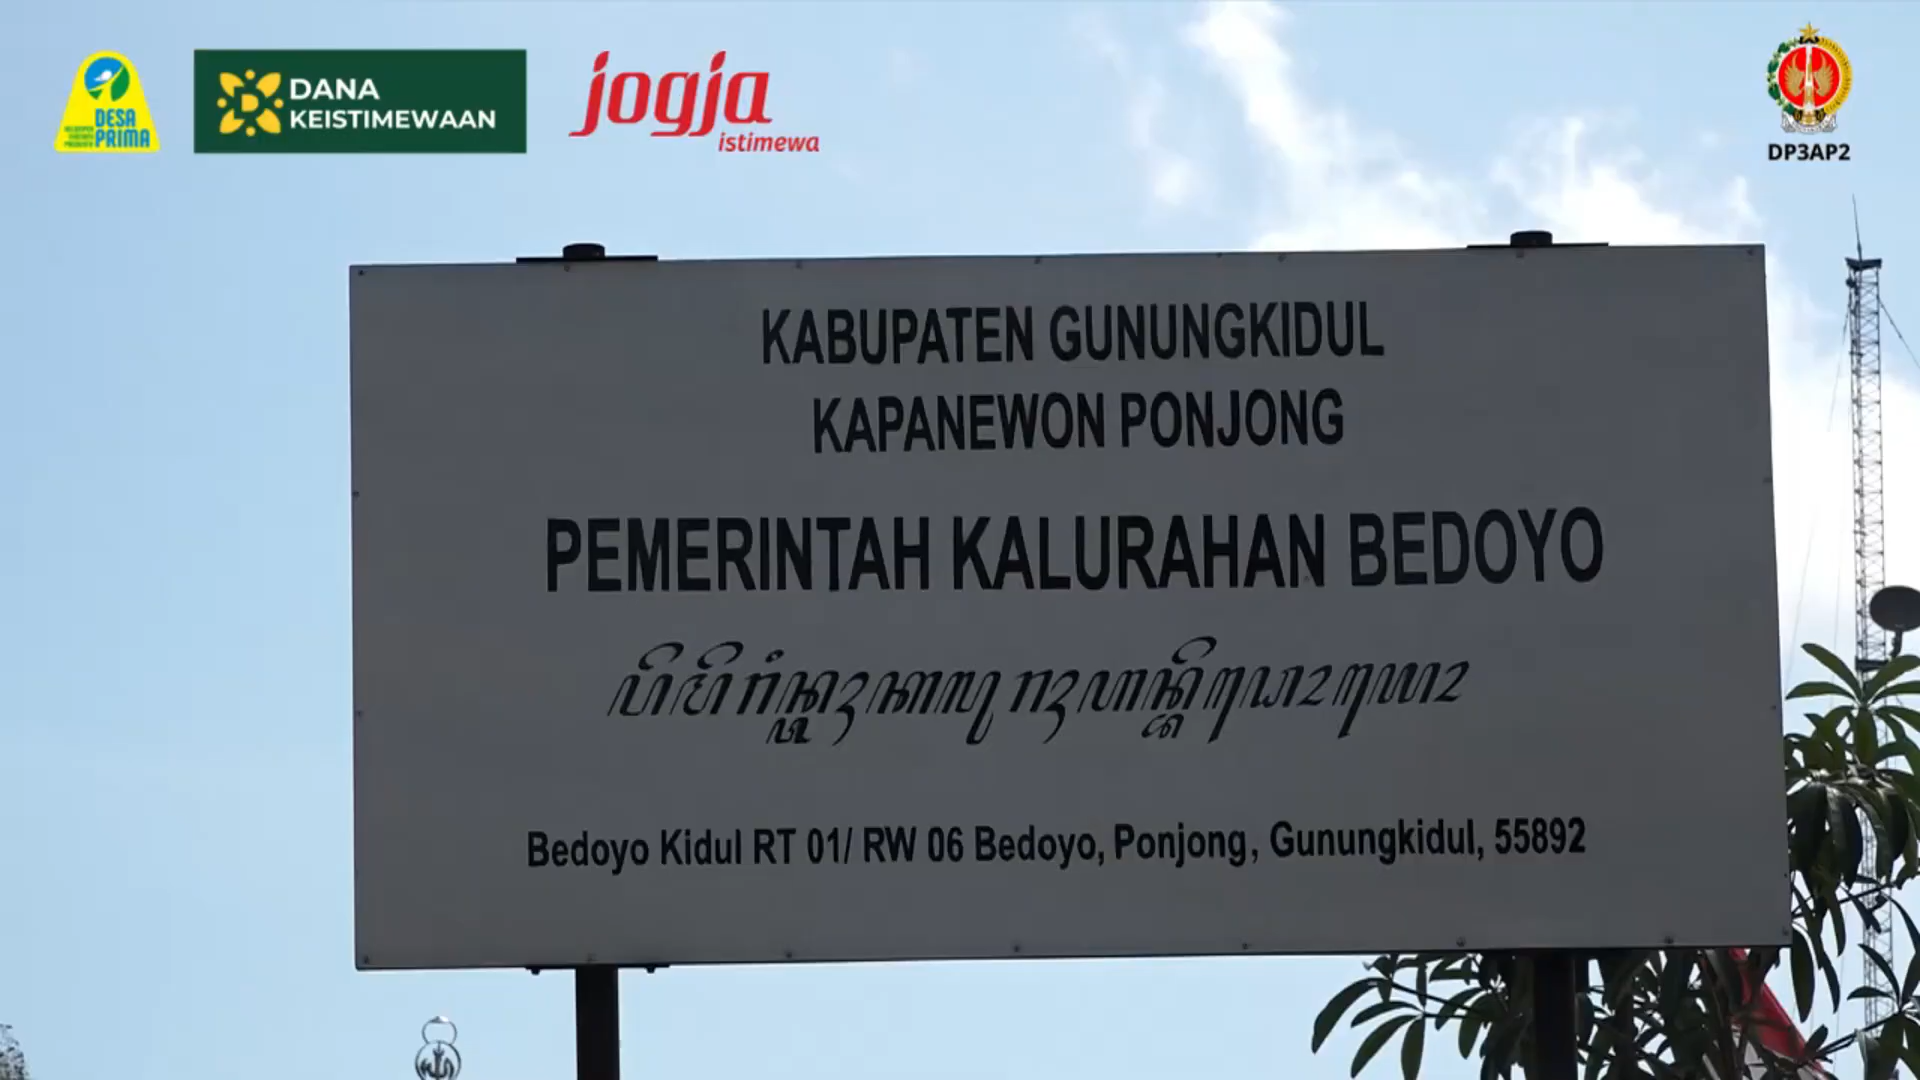 DESA
PRIMA
DANA
KEISTIMEWAAN
jogja
istimewa
DP3AP2
KABUPATEN GUNUNGKIDUL
KAPANEWON PONJONG
PEMERINTAH KALURAHAN BEDOYO
Bedoyo Kidul RT 01/ RW 06 Bedoyo, Ponjong, Gunungkidul, 55892